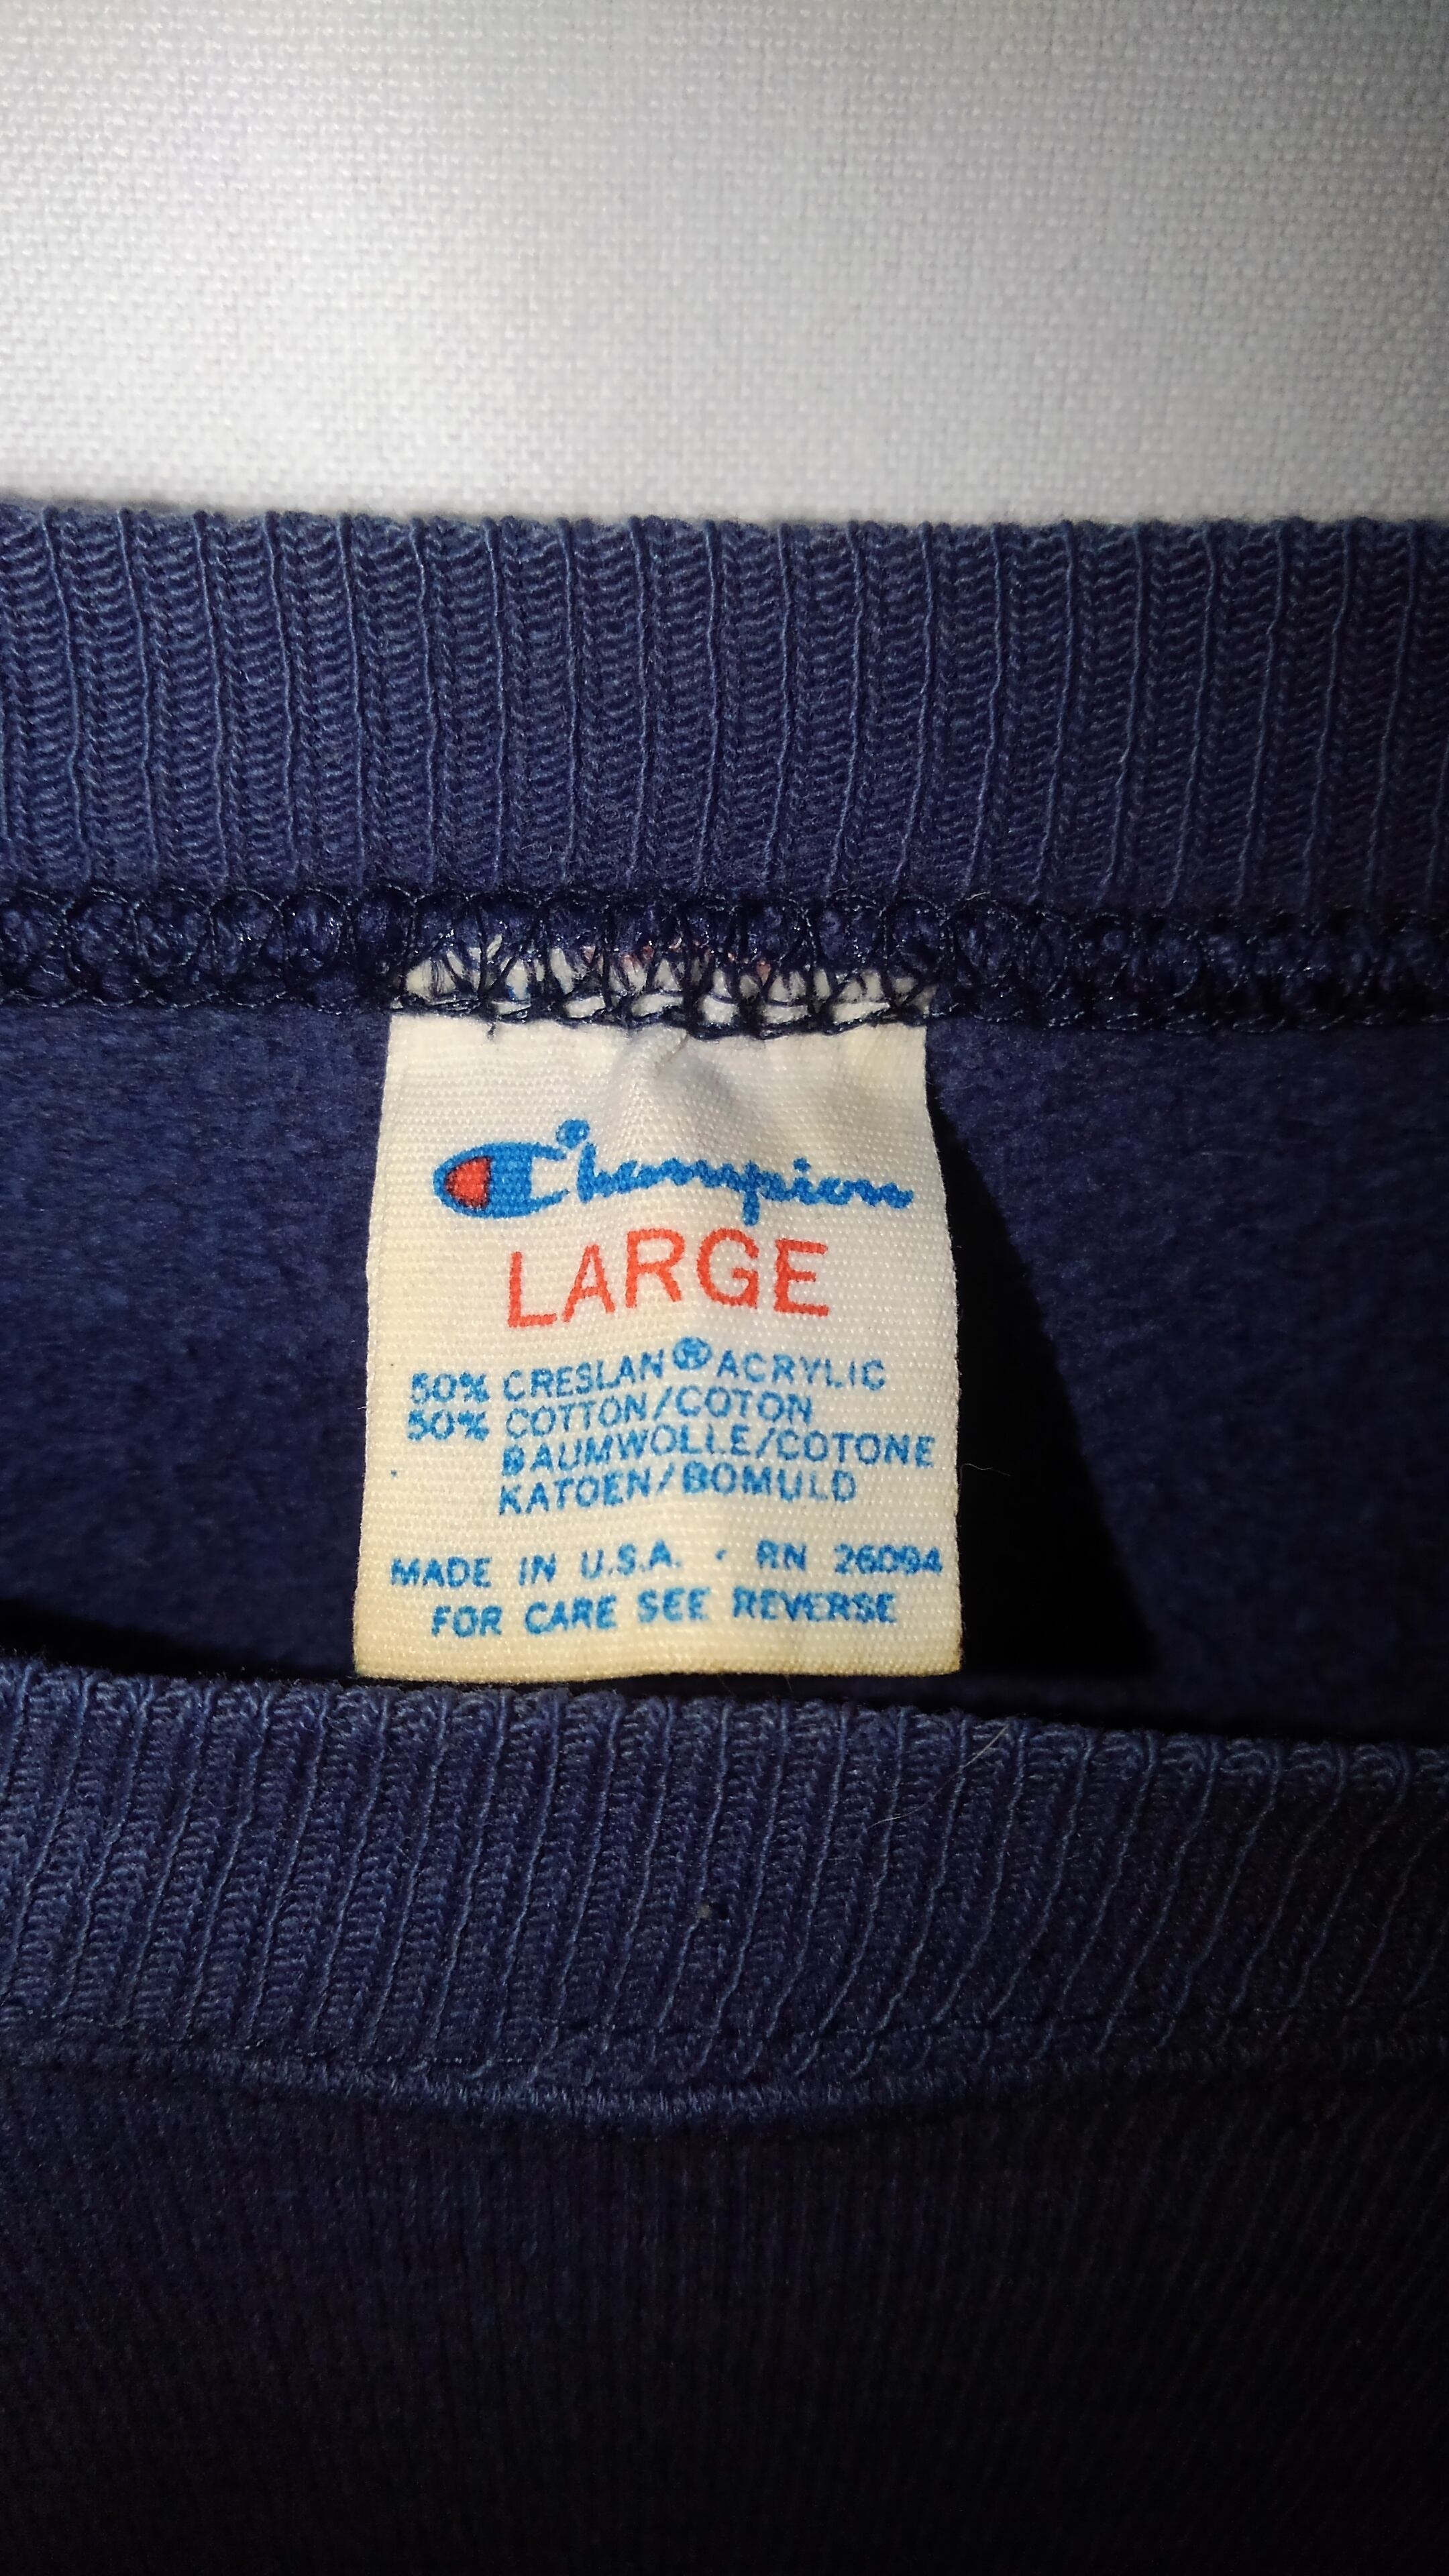 Champion
LARGE
50% CRESLAN® ACRYLIC
50% COTTON/COTON
BAUMWOLLE/COTONE
KATOEN/BOMULD
MADE IN U.S.A. · RN 26094
FOR CARE SEE REVERSE